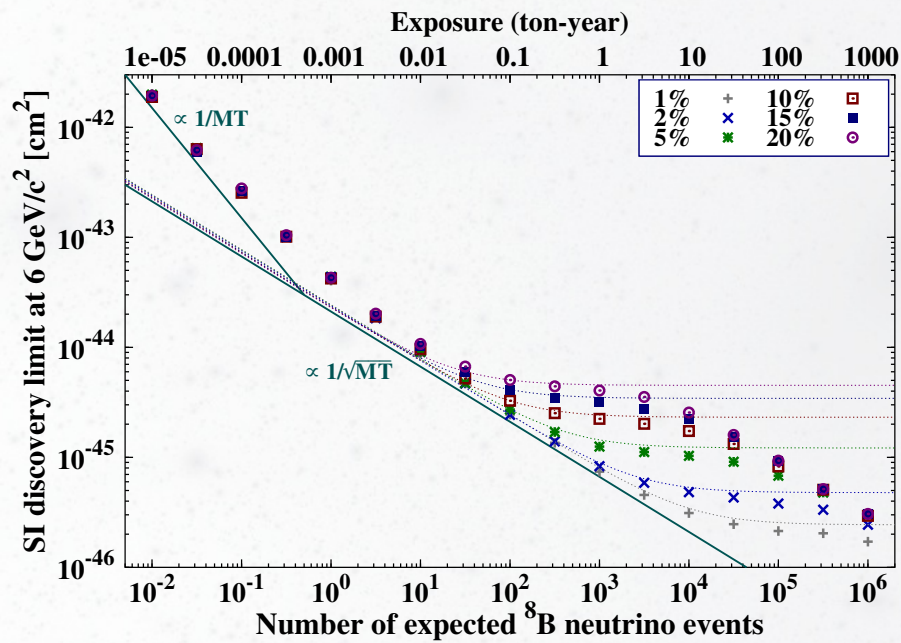 Exposure (ton-year)
1e-05 0.0001 0.001 0.01 0.1 1 10 100 1000
SI discovery limit at 6 GeV/c² [cm²]
10⁻⁴²
10⁻⁴³
10⁻⁴⁴
10⁻⁴⁵
10⁻⁴⁶
∝ 1/MT
∝ 1/√MT
1% 10%
2% 15%
5% 20%
10⁻² 10⁻¹ 10⁰ 10¹ 10² 10³ 10⁴ 10⁵ 10⁶
Number of expected ⁸B neutrino events